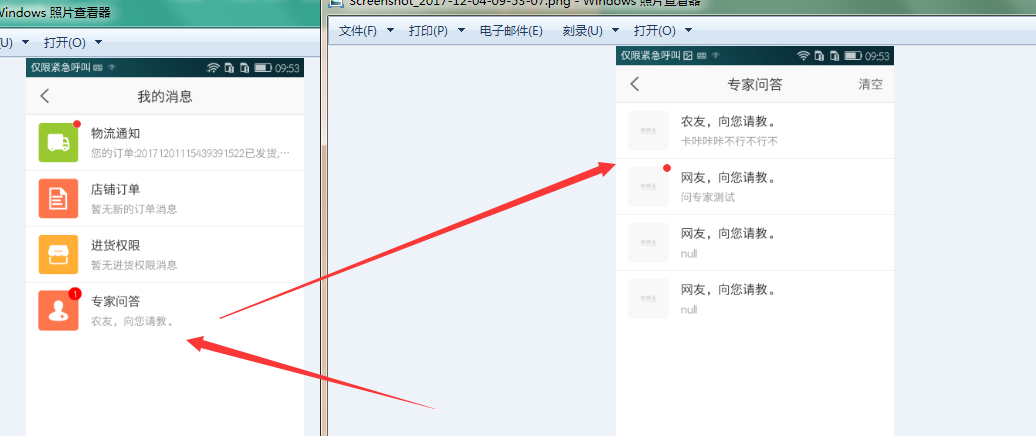 Windows 照片查看器
(U) 打开(O)
仅限紧急呼叫 09:53
我的消息
物流通知
您的订单:20171201115439391522已发货,…
店铺订单
暂无新的订单消息
进货权限
暂无进货权限消息
1
专家问答
农友，向您请教。
Screenshot_2017-12-04-09-53-07.png - Windows 照片查看器
文件(F) 打印(P) 电子邮件(E) 刻录(U) 打开(O)
仅限紧急呼叫 09:53
专家问答 清空
农友，向您请教。
卡咔咔咔不行不行不
网友，向您请教。
问专家测试
网友，向您请教。
null
网友，向您请教。
null